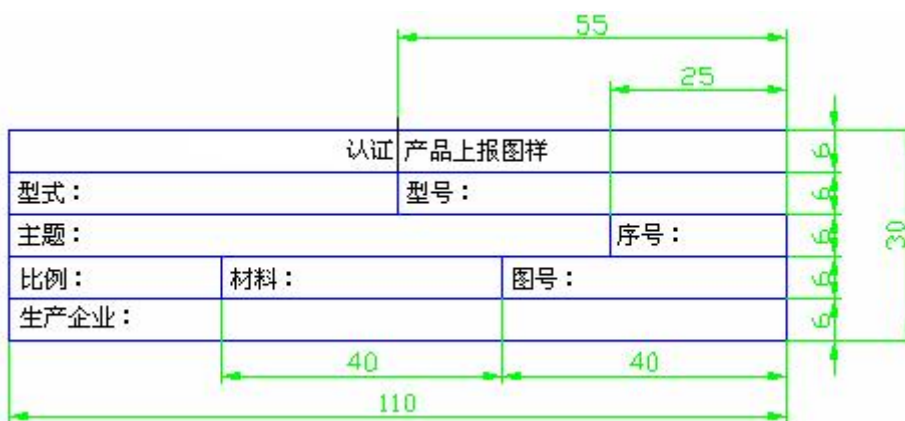 55
25
认证产品上报图样 6
型式： 型号： 6
主题： 序号： 6 30
比例： 材料： 图号： 6
生产企业： 6
40 40
110